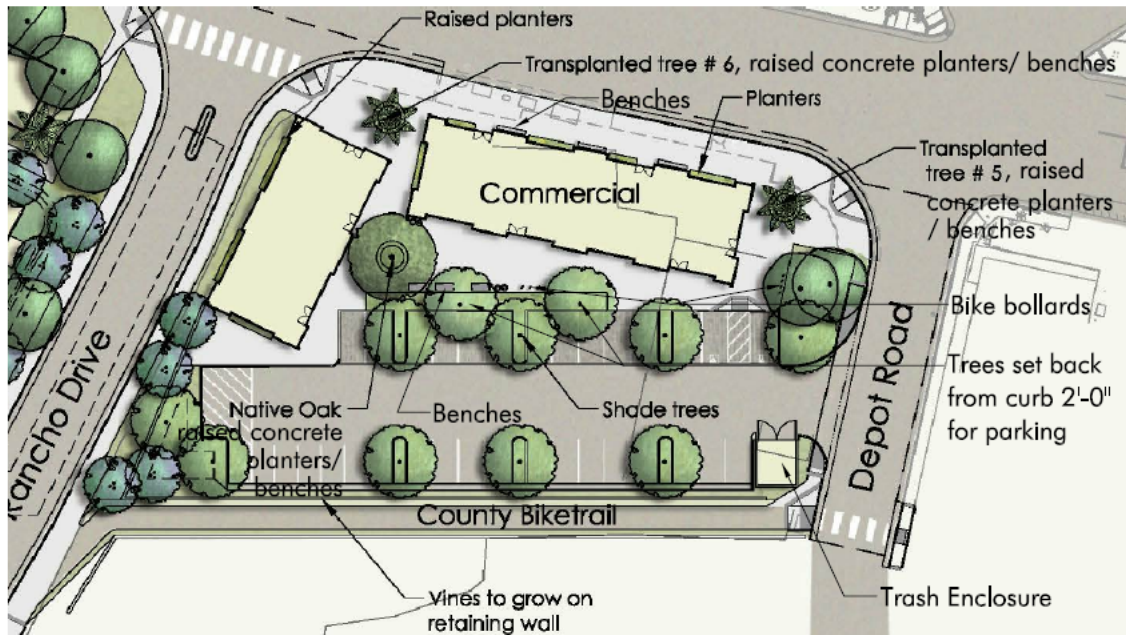 Raised planters
Transplanted tree # 6, raised concrete planters/ benches
Benches
Planters
Transplanted
tree # 5, raised
concrete planters
/ benches
Commercial
Bike bollards
Trees set back
from curb 2'-0"
for parking
Rancho Drive
Depot Road
Native Oak
raised concrete
planters/
benches
Benches
Shade trees
County Biketrail
Vines to grow on
retaining wall
Trash Enclosure